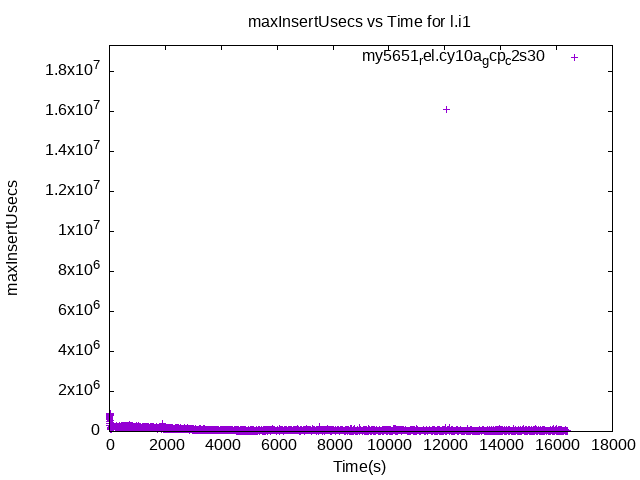 maxInsertUsecs vs Time for l.i1
my5651rel.cy10agcpc2s30
1.8x10^7
1.6x10^7
1.4x10^7
1.2x10^7
1x10^7
8x10^6
6x10^6
4x10^6
2x10^6
0
maxInsertUsecs
0 2000 4000 6000 8000 10000 12000 14000 16000 18000
Time(s)